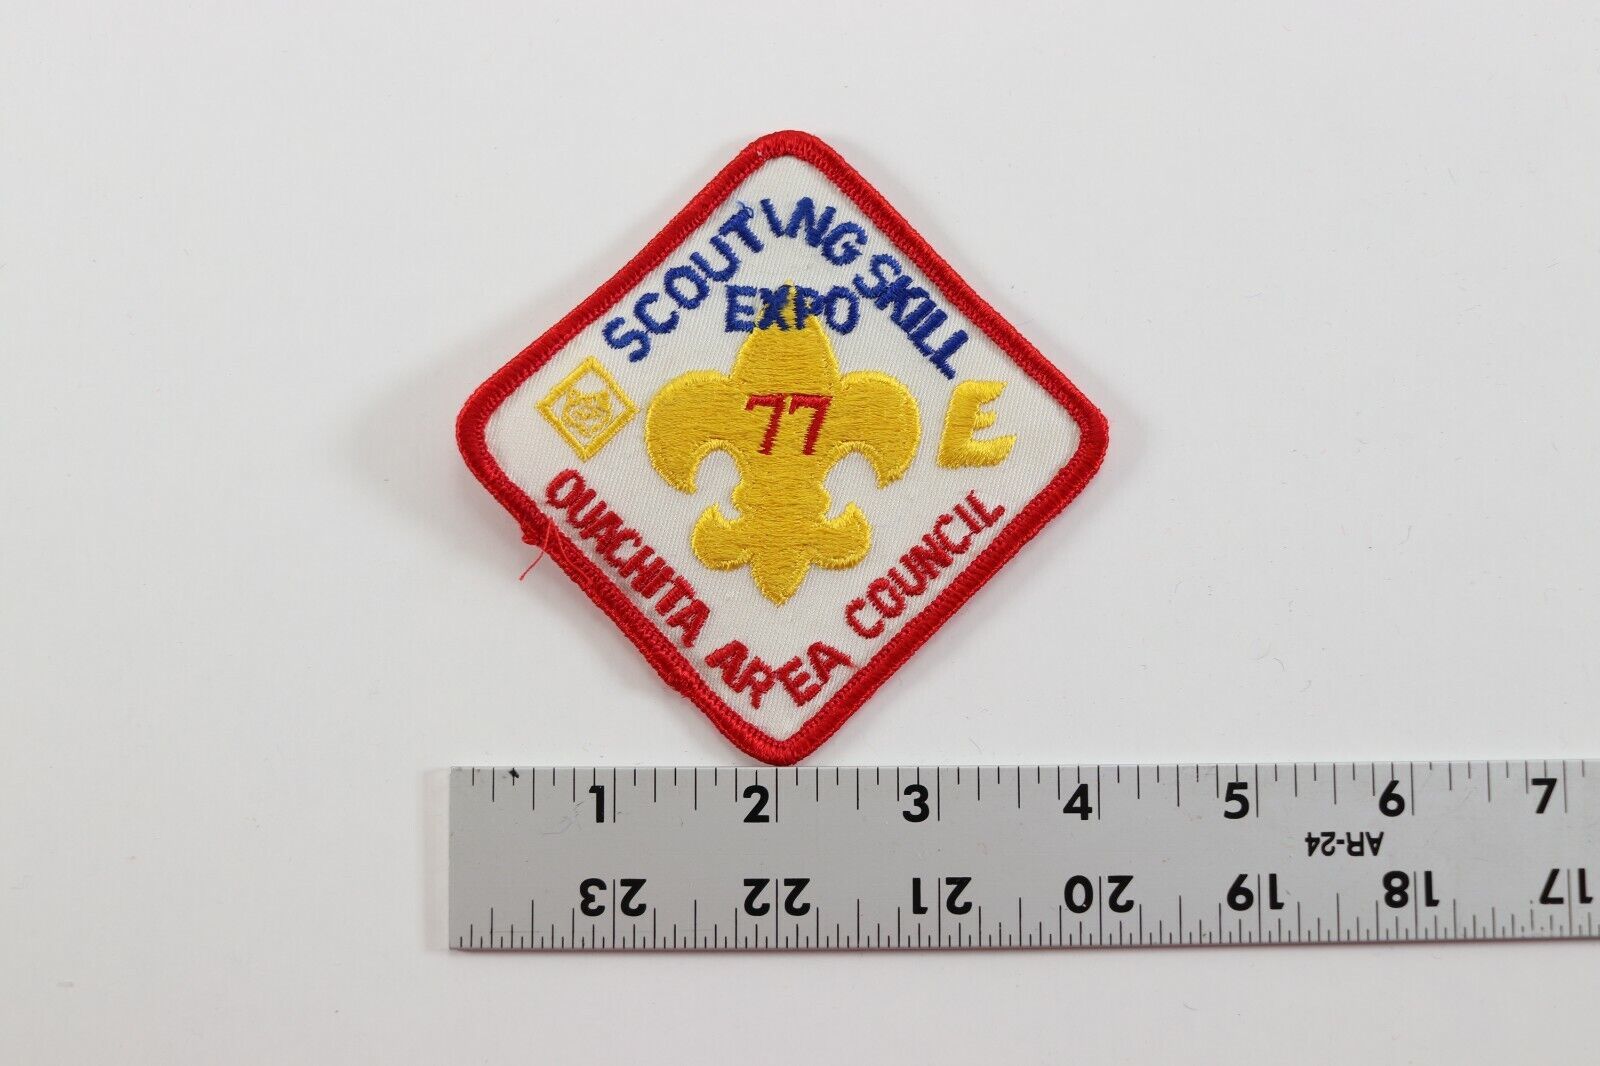 SCOUTING SKILL
EXPO
77
E
OUACHITA AREA COUNCIL
1 2 3 4 5 6 7
AR-24
23 22 21 20 19 18 17